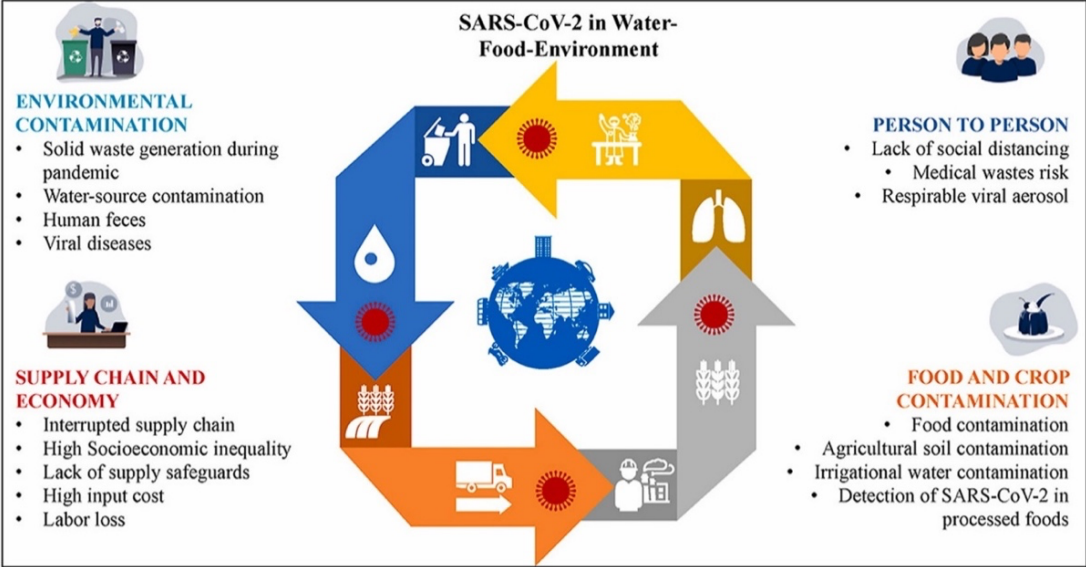 SARS-CoV-2 in Water-
Food-Environment
ENVIRONMENTAL
CONTAMINATION
• Solid waste generation during
pandemic
• Water-source contamination
• Human feces
• Viral diseases
PERSON TO PERSON
• Lack of social distancing
• Medical wastes risk
• Respirable viral aerosol
SUPPLY CHAIN AND
ECONOMY
• Interrupted supply chain
• High Socioeconomic inequality
• Lack of supply safeguards
• High input cost
• Labor loss
FOOD AND CROP
CONTAMINATION
• Food contamination
• Agricultural soil contamination
• Irrigational water contamination
• Detection of SARS-CoV-2 in
processed foods